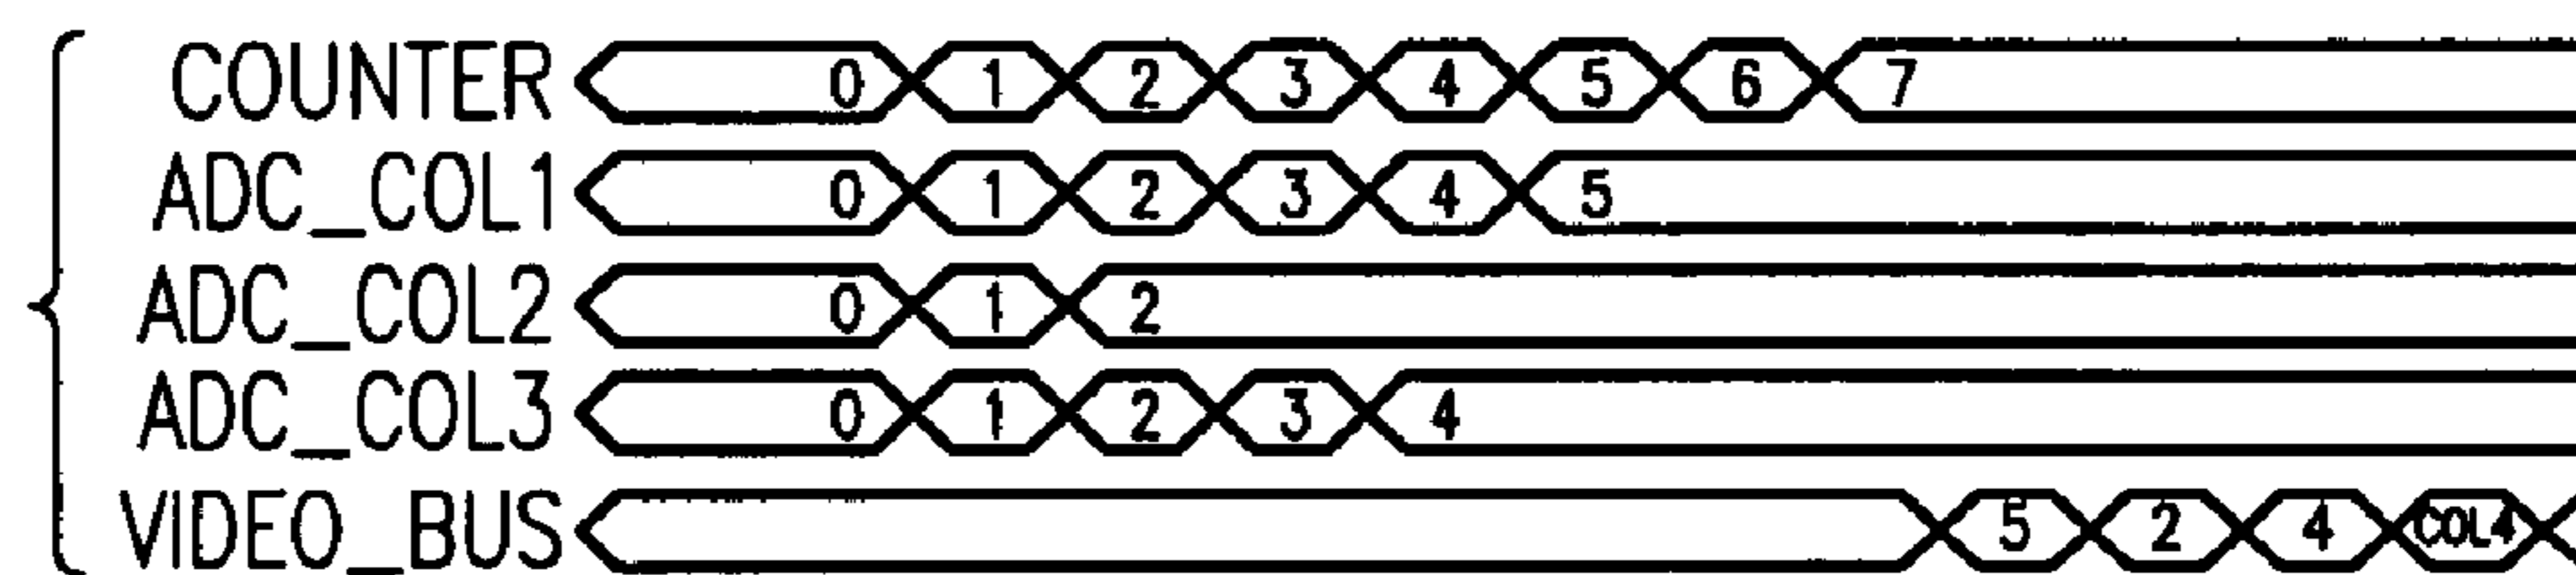 COUNTER 0 1 2 3 4 5 6 7
ADC_COL1 0 1 2 3 4 5
ADC_COL2 0 1 2
ADC_COL3 0 1 2 3 4
VIDEO_BUS 5 2 4 COL4